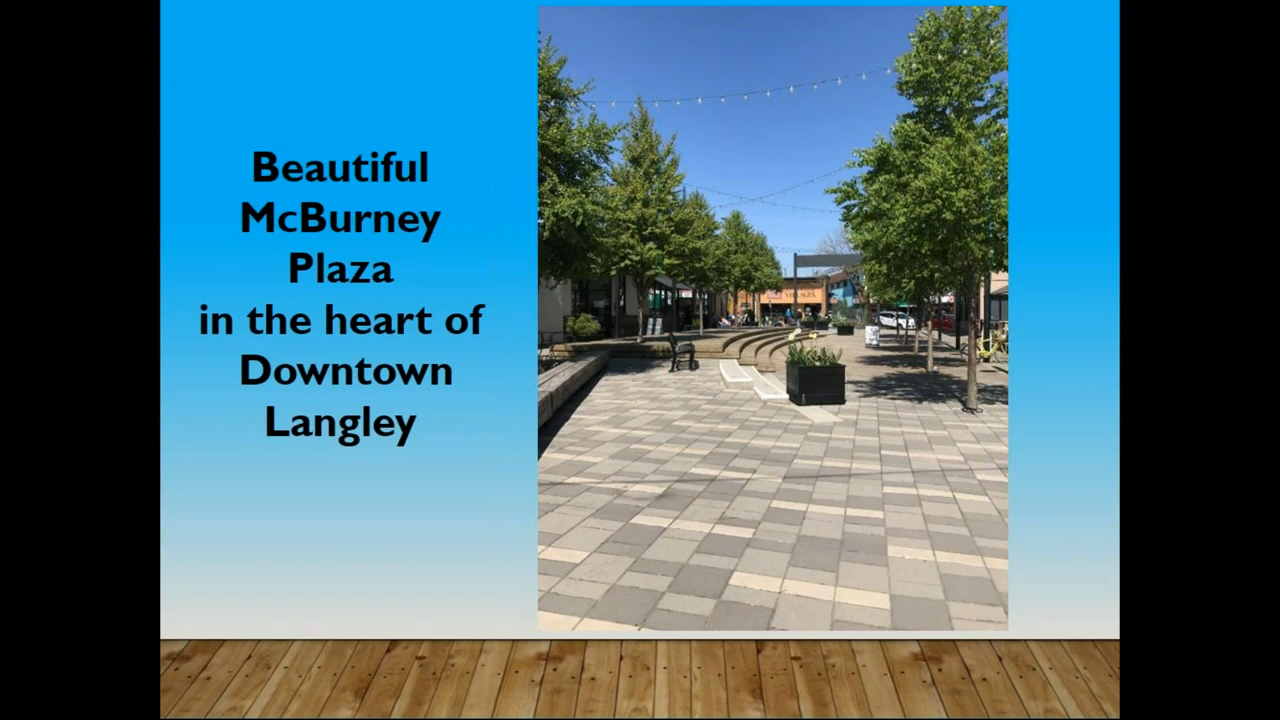 Beautiful
McBurney
Plaza
in the heart of
Downtown
Langley